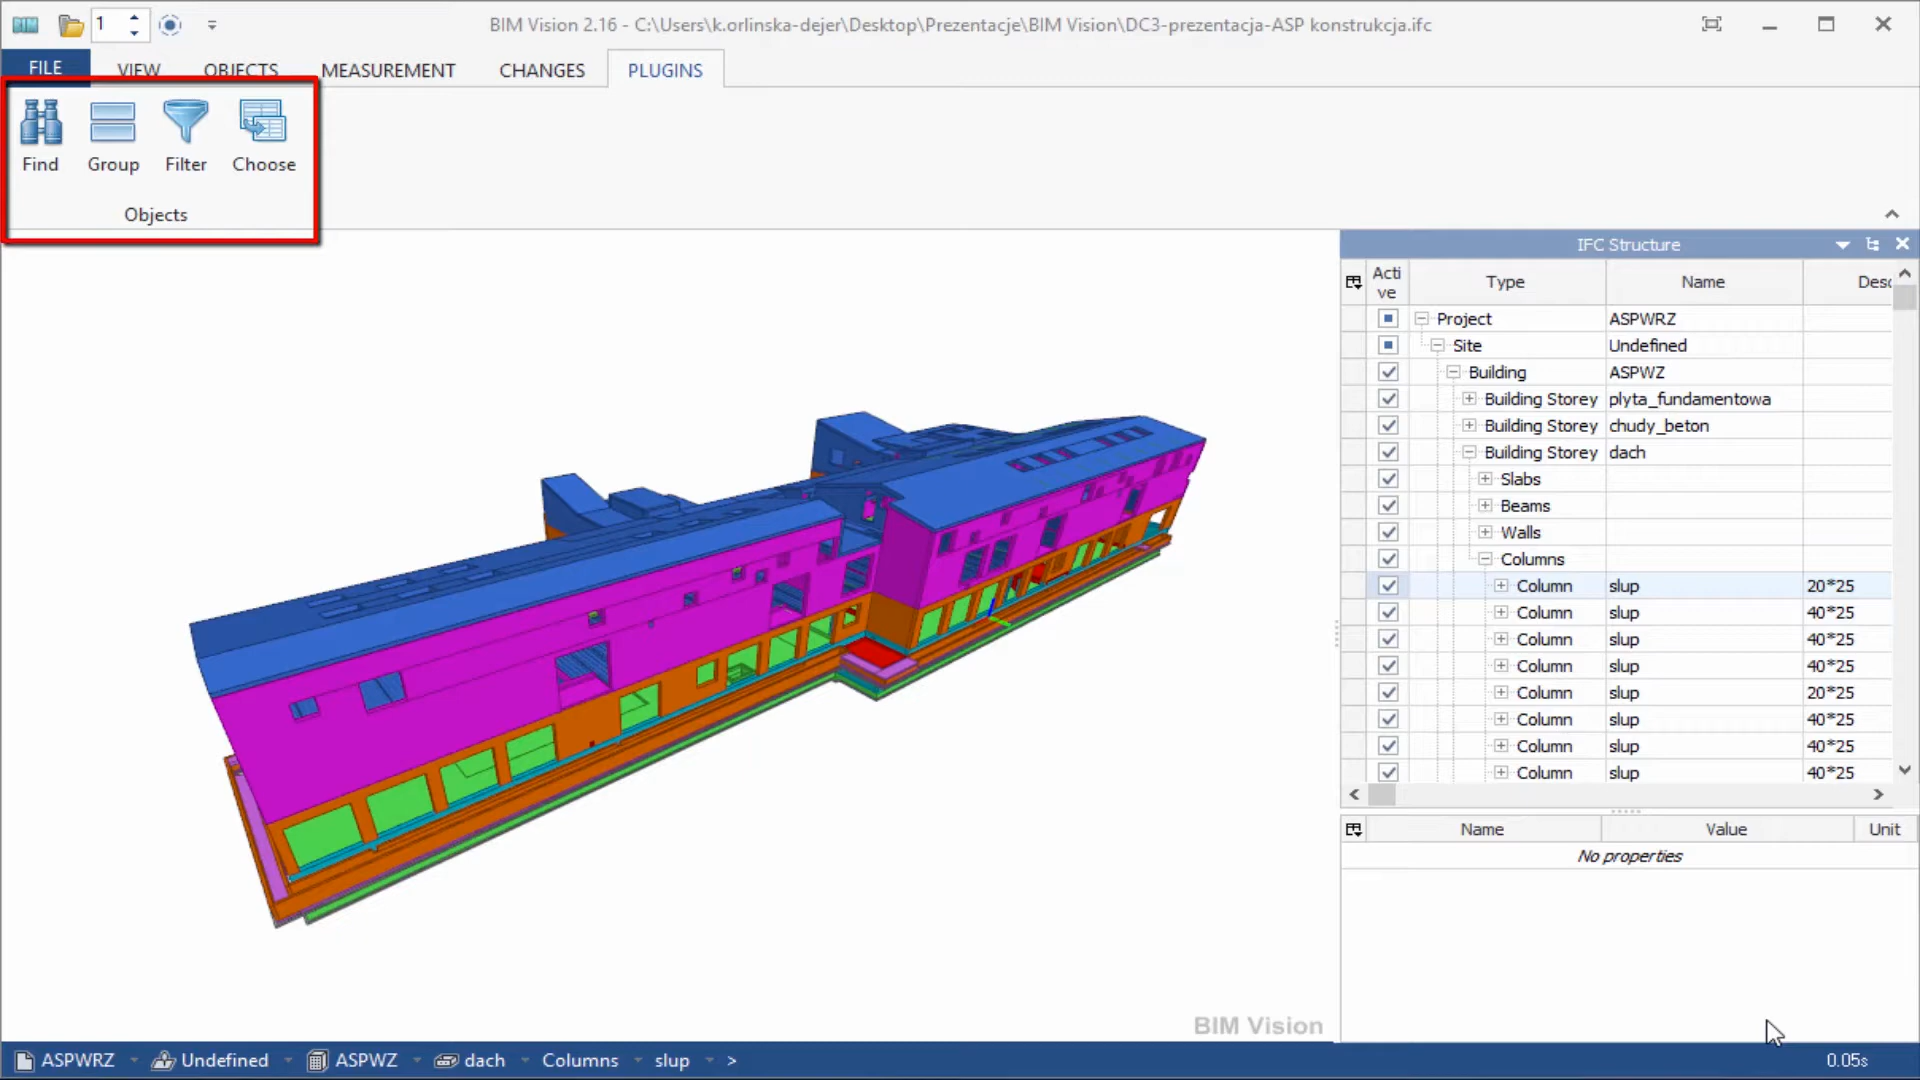 1
BIM Vision 2.16 - C:\Users\k.orlinska-dejer\Desktop\Prezentacje\BIM Vision\DC3-prezentacja-ASP konstrukcja.ifc
FILE VIEW OBJECTS MEASUREMENT CHANGES PLUGINS
Find Group Filter Choose
Objects
IFC Structure
Active Type Name Desc
Project ASPWRZ
Site Undefined
Building ASPWZ
Building Storey plyta_fundamentowa
Building Storey chudy_beton
Building Storey dach
Slabs
Beams
Walls
Columns
Column slup 20*25
Column slup 40*25
Column slup 40*25
Column slup 40*25
Column slup 20*25
Column slup 40*25
Column slup 40*25
Column slup 40*25
Name Value Unit
No properties
BIM Vision
ASPWRZ Undefined ASPWZ dach Columns slup > 0.05s